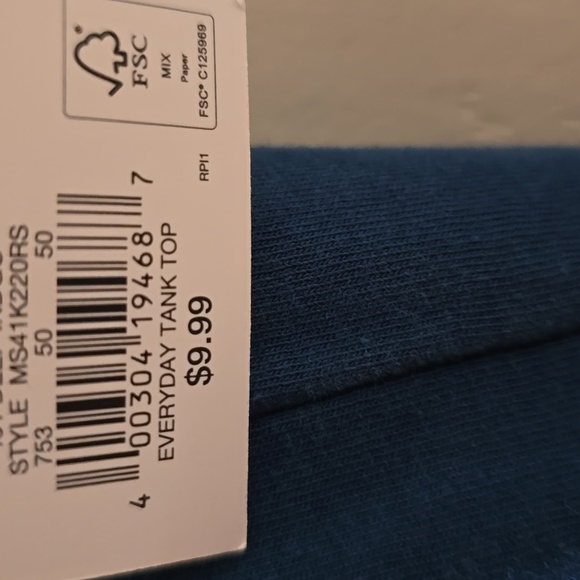 STYLE MS41K220RS
753 50 50
4 00304 19468 7
EVERYDAY TANK TOP
$9.99
RPI1
®
FSC
MIX
Paper
FSC® C125969